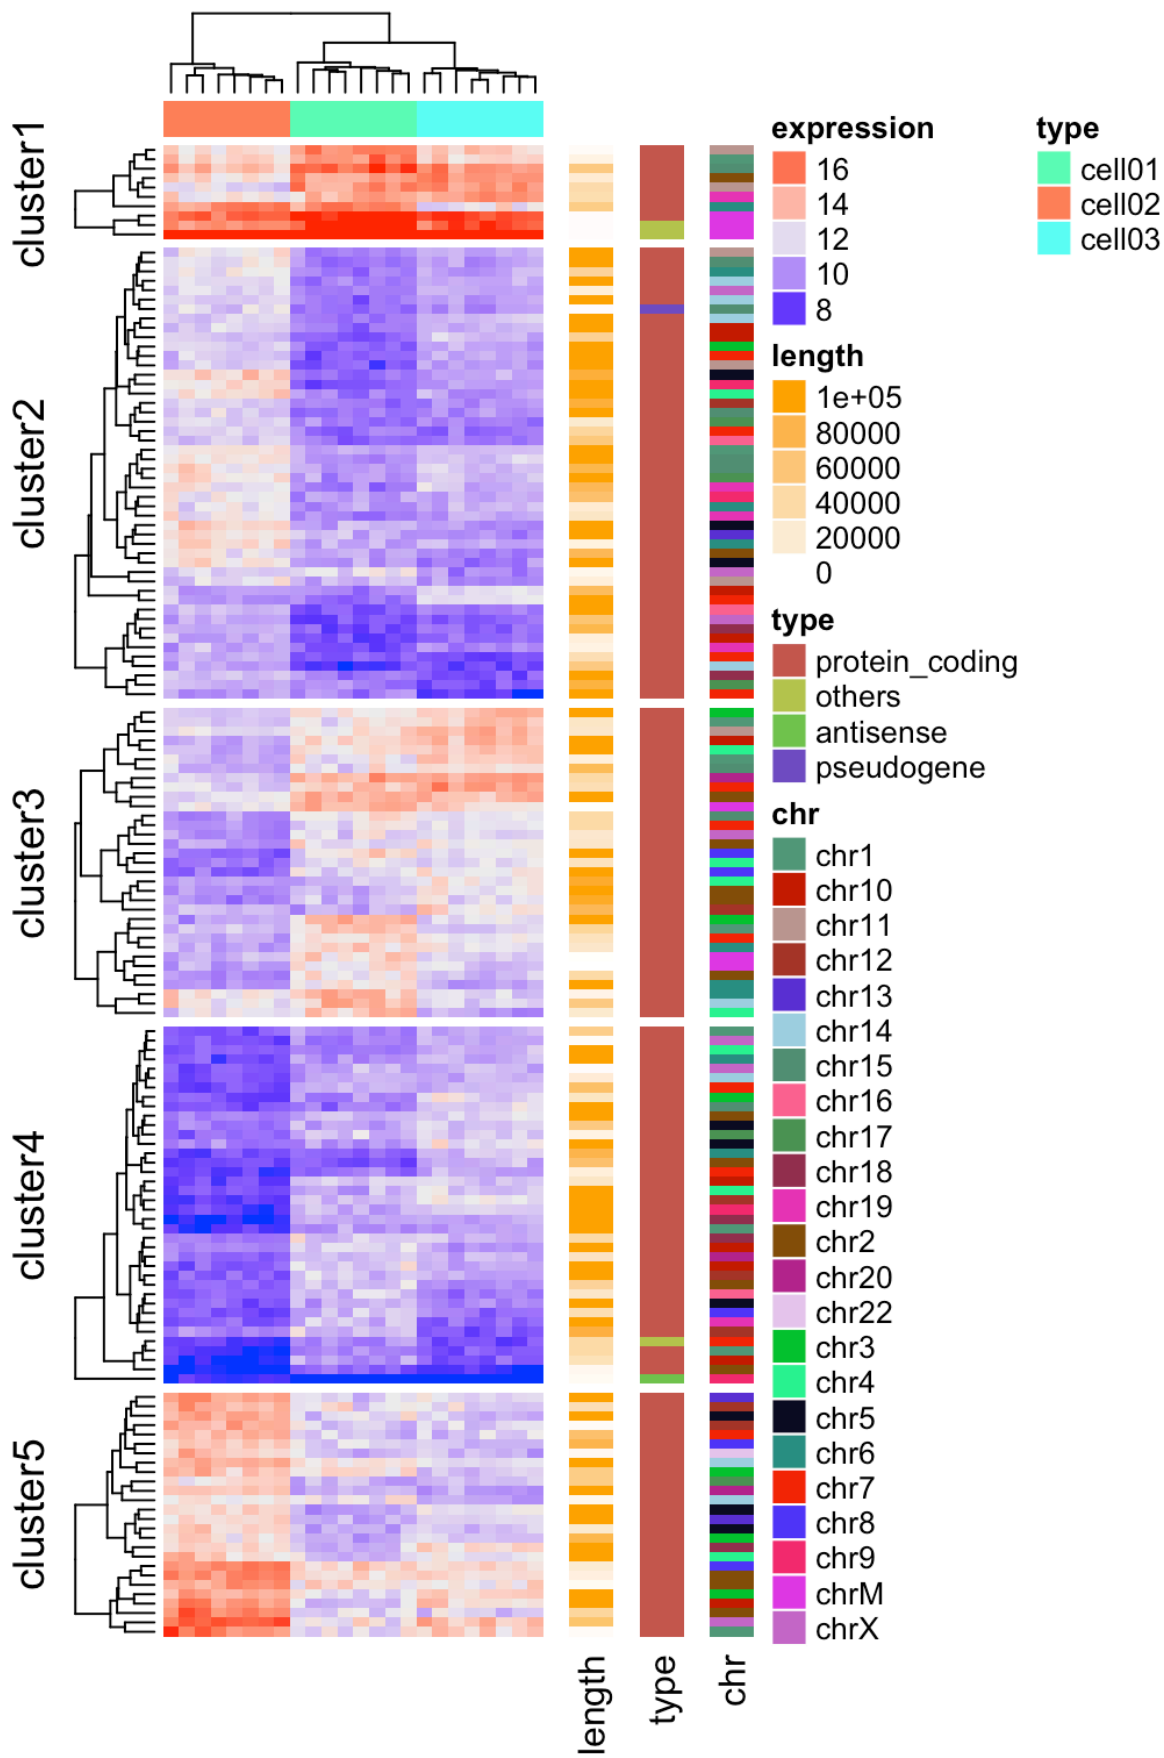 cluster1
cluster2
cluster3
cluster4
cluster5
length
type
chr
expression
16
14
12
10
8
length
1e+05
80000
60000
40000
20000
0
type
protein_coding
others
antisense
pseudogene
chr
chr1
chr10
chr11
chr12
chr13
chr14
chr15
chr16
chr17
chr18
chr19
chr2
chr20
chr22
chr3
chr4
chr5
chr6
chr7
chr8
chr9
chrM
chrX
type
cell01
cell02
cell03